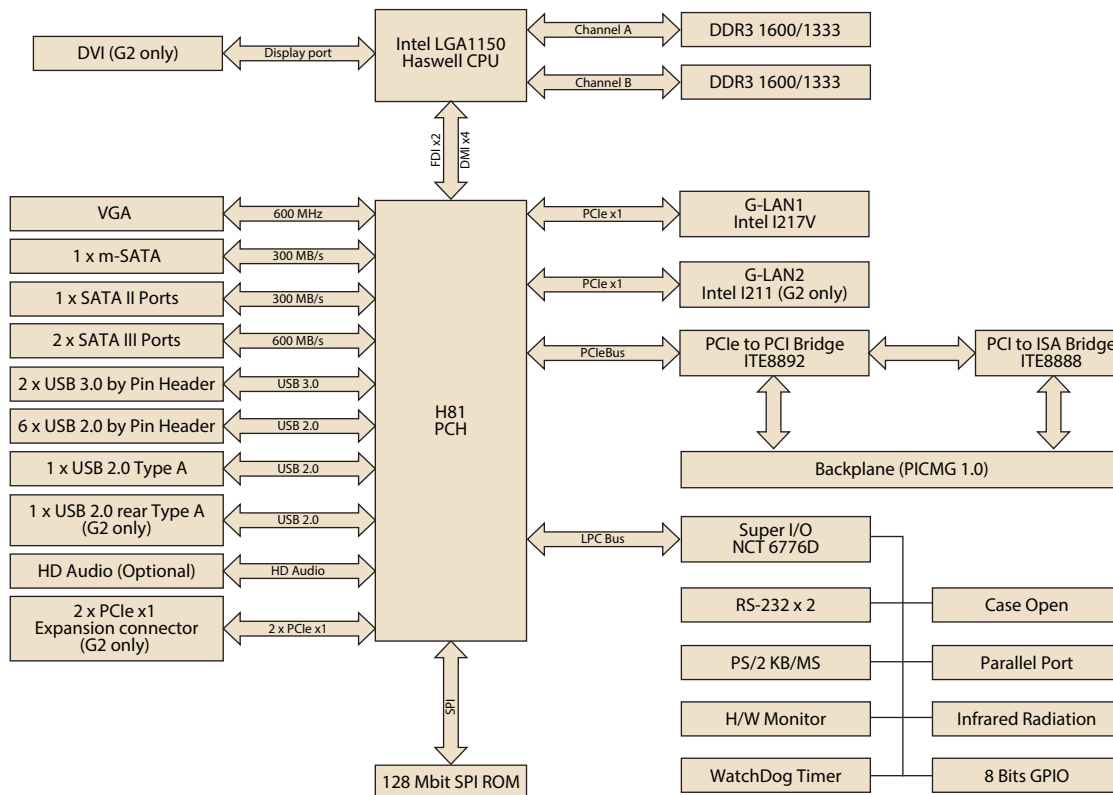 DVI (G2 only)
Display port
Intel LGA1150
Haswell CPU
Channel A
DDR3 1600/1333
Channel B
DDR3 1600/1333
FDI x2
DMI x4
VGA
600 MHz
1 x m-SATA
300 MB/s
1 x SATA II Ports
300 MB/s
2 x SATA III Ports
600 MB/s
2 x USB 3.0 by Pin Header
USB 3.0
6 x USB 2.0 by Pin Header
USB 2.0
1 x USB 2.0 Type A
USB 2.0
1 x USB 2.0 rear Type A
(G2 only)
USB 2.0
HD Audio (Optional)
HD Audio
2 x PCIe x1
Expansion connector
(G2 only)
2 x PCIe x1
H81
PCH
PCIe x1
G-LAN1
Intel I217V
PCIe x1
G-LAN2
Intel I211 (G2 only)
PCIeBus
PCIe to PCI Bridge
ITE8892
PCI to ISA Bridge
ITE8888
Backplane (PICMG 1.0)
LPC Bus
Super I/O
NCT 6776D
RS-232 x 2
Case Open
PS/2 KB/MS
Parallel Port
H/W Monitor
Infrared Radiation
WatchDog Timer
8 Bits GPIO
SPI
128 Mbit SPI ROM